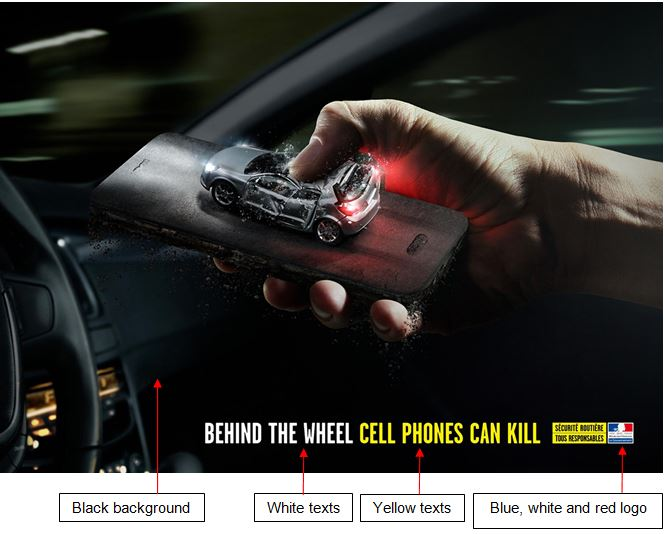 BEHIND THE WHEEL CELL PHONES CAN KILL
SÉCURITÉ ROUTIÈRE
TOUS RESPONSABLES
Black background
White texts
Yellow texts
Blue, white and red logo